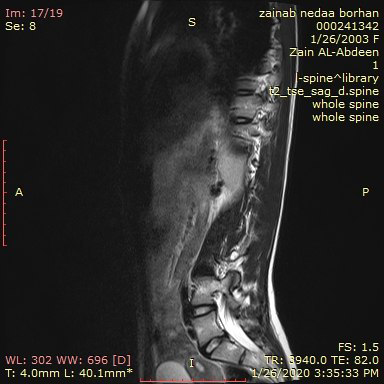 Im: 17/19
Se: 8
S
zainab nedaa borhan
000241342
1/26/2003 F
Zain AL-Abdeen
1
j-spine^library
t2_tse_sag_d.spine
whole spine
whole spine
A
P
FS: 1.5
WL: 302 WW: 696 [D]
I
TR: 3940.0 TE: 82.0
T: 4.0mm L: 40.1mm*
1/26/2020 3:35:33 PM